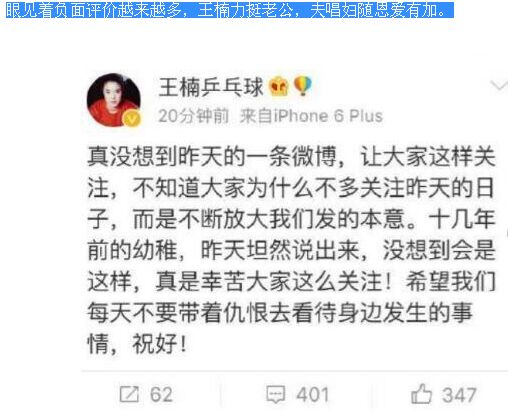 眼见着负面评价越来越多，王楠力挺老公，夫唱妇随恩爱有加。
王楠乒乓球
20分钟前 来自iPhone 6 Plus
真没想到昨天的一条微博，让大家这样关
注，不知道大家为什么不多关注昨天的日
子，而是不断放大我们发的本意。十几年
前的幼稚，昨天坦然说出来，没想到会是
这样，真是幸苦大家这么关注！希望我们
每天不要带着仇恨去看待身边发生的事
情，祝好！
62 401 347